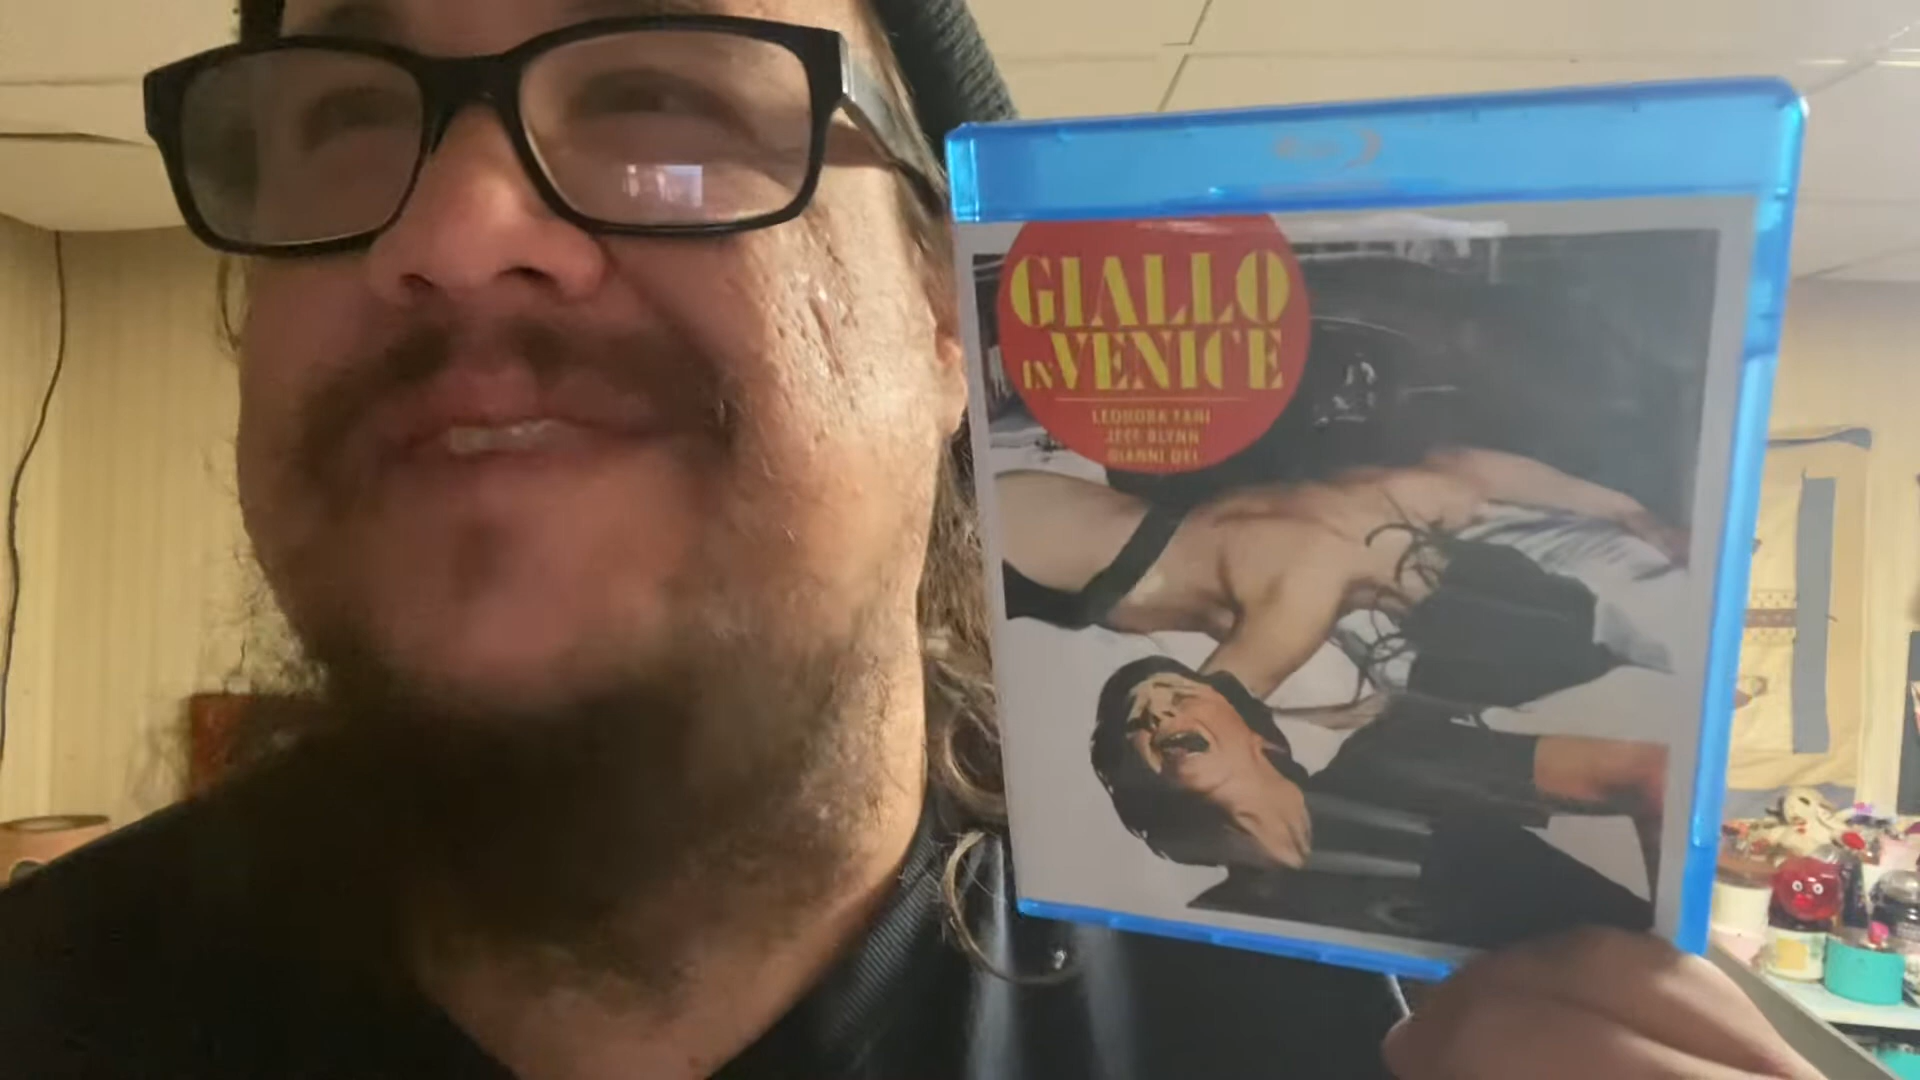 GIALLO
IN VENICE
LEONORA FANI
JEFF BLYNN
GIANNI DEI